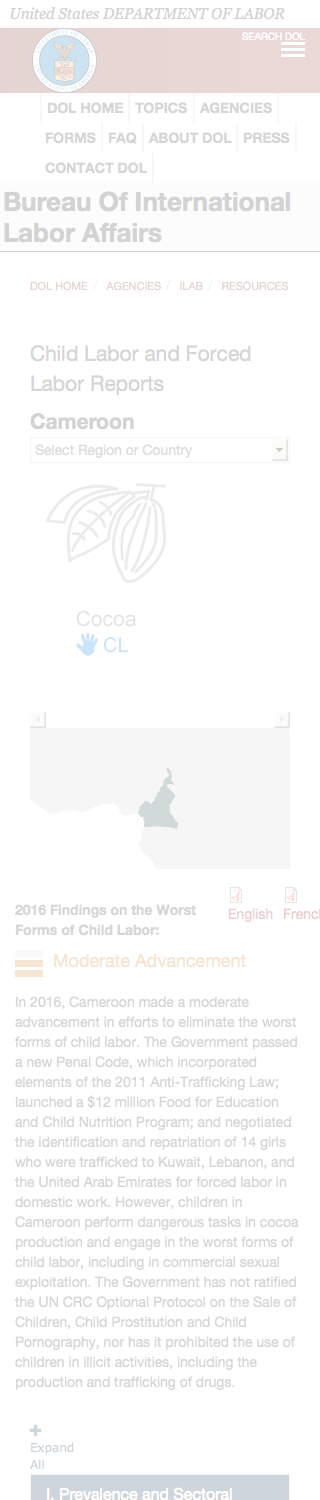 United States DEPARTMENT OF LABOR
SEARCH DOL
DOL HOME TOPICS AGENCIES
FORMS FAQ ABOUT DOL PRESS
CONTACT DOL
Bureau Of International
Labor Affairs
DOL HOME / AGENCIES / ILAB / RESOURCES
Child Labor and Forced
Labor Reports
Cameroon
Select Region or Country
Cocoa
CL
English Frenc
2016 Findings on the Worst
Forms of Child Labor:
Moderate Advancement
In 2016, Cameroon made a moderate
advancement in efforts to eliminate the worst
forms of child labor. The Government passed
a new Penal Code, which incorporated
elements of the 2011 Anti-Trafficking Law;
launched a $12 million Food for Education
and Child Nutrition Program; and negotiated
the identification and repatriation of 14 girls
who were trafficked to Kuwait, Lebanon, and
the United Arab Emirates for forced labor in
domestic work. However, children in
Cameroon perform dangerous tasks in cocoa
production and engage in the worst forms of
child labor, including in commercial sexual
exploitation. The Government has not ratified
the UN CRC Optional Protocol on the Sale of
Children, Child Prostitution and Child
Pornography, nor has it prohibited the use of
children in illicit activities, including the
production and trafficking of drugs.
Expand
All
I. Prevalence and Sectoral